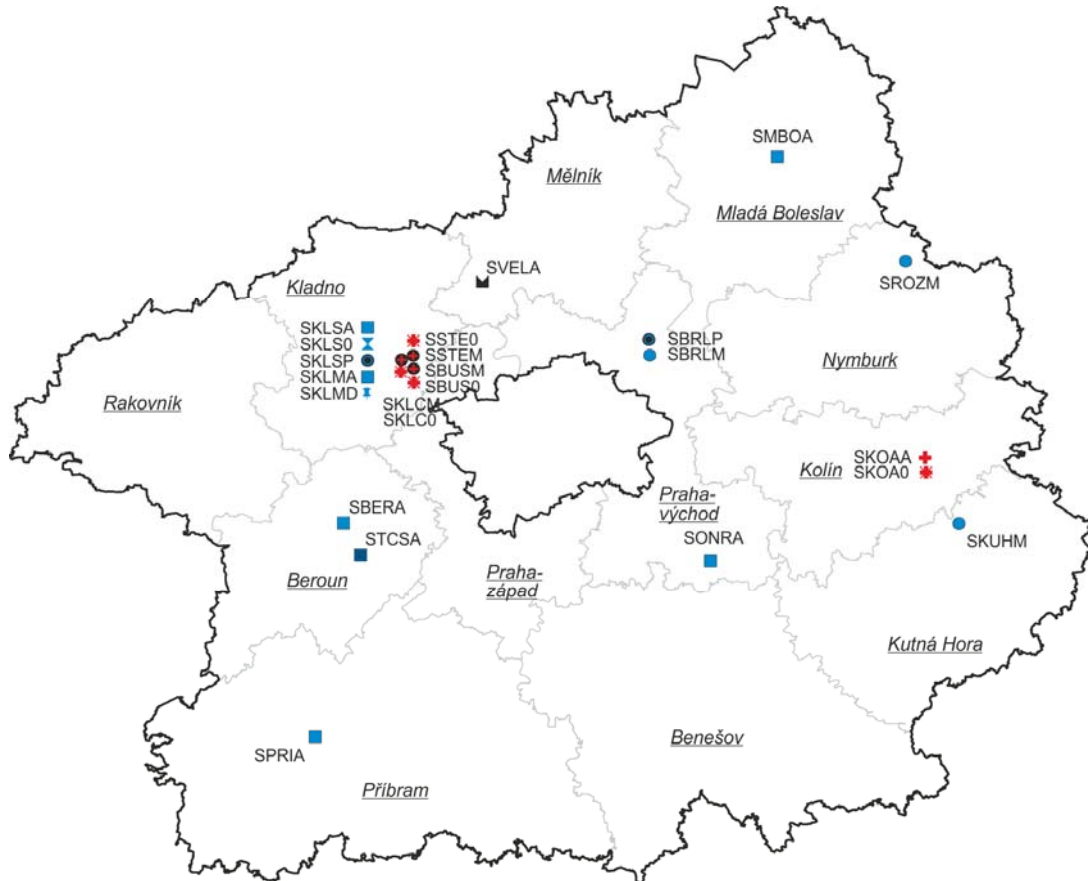 SMBOA
Mělník
Mladá Boleslav
SVELA
SROZM
Kladno
SKLSA
SKLS0
SKLSP
SKLMA
SKLMD
SSTE0
SSTEM
SBUSM
SBUS0
SKLCM
SKLC0
SBRLP
SBRLM
Nymburk
Rakovník
SKOAA
Kolín
SKOA0
Praha-
východ
SBERA
STCSA
SONRA
SKUHM
Beroun
Praha-
západ
Kutná Hora
SPRIA
Benešov
Příbram